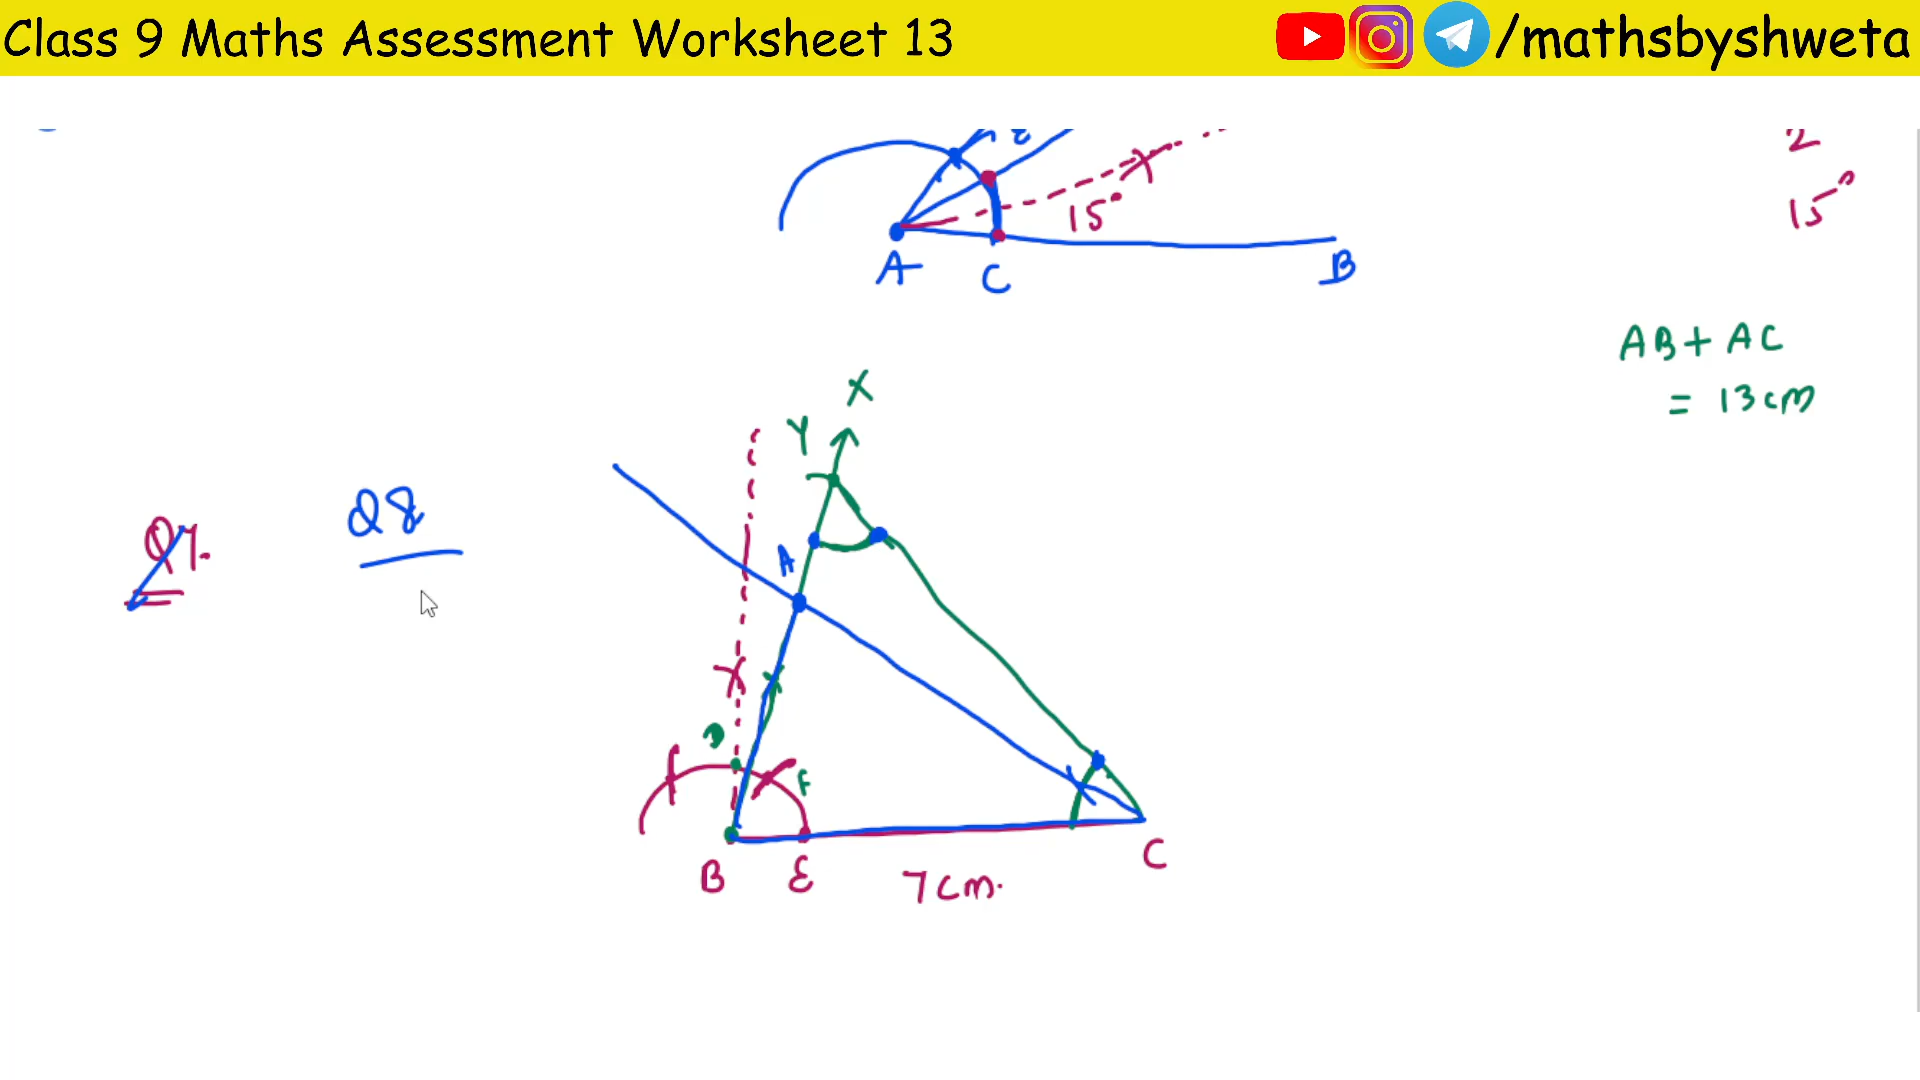 Class 9 Maths Assessment Worksheet 13
/mathsbyshweta
2
15°
15°
A
C
B
AB + AC
= 13cm
X
Y
Q8
Q7.
A
D
F
B
E
7cm.
C